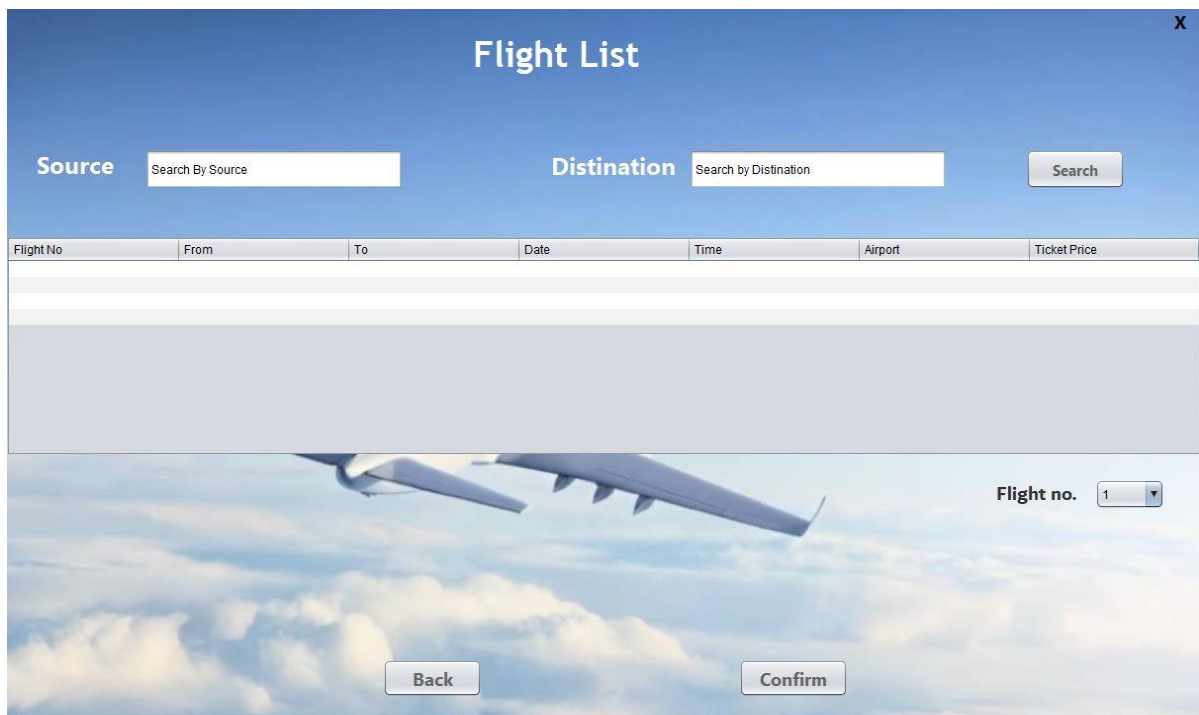 X
Flight List
Source Search By Source Distination Search by Distination Search
Flight No From To Date Time Airport Ticket Price
Flight no. 1
Back Confirm